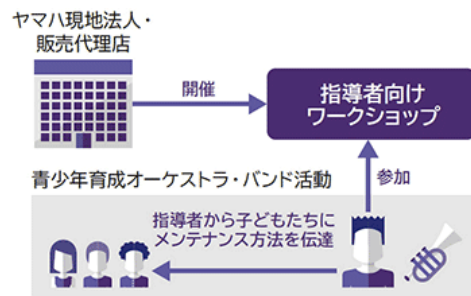 ヤマハ現地法人・
販売代理店
開催
指導者向け
ワークショップ
青少年育成オーケストラ・バンド活動
参加
指導者から子どもたちに
メンテナンス方法を伝達